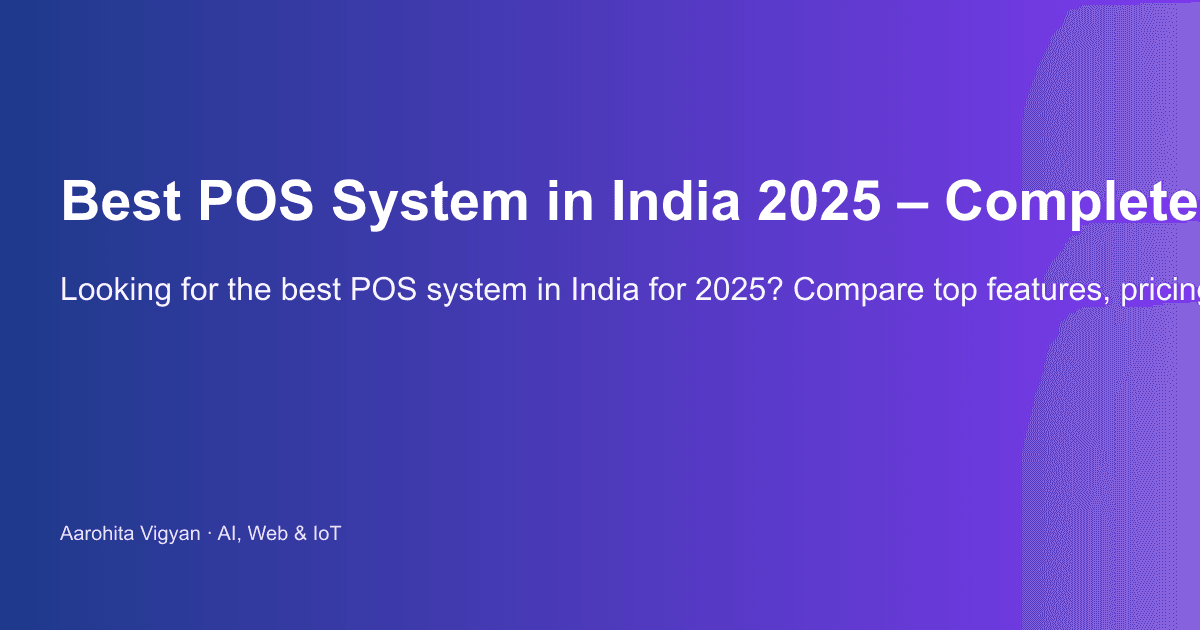 Best POS System in India 2025 – Complete
Looking for the best POS system in India for 2025? Compare top features, pricing
Aarohita Vigyan · AI, Web & IoT